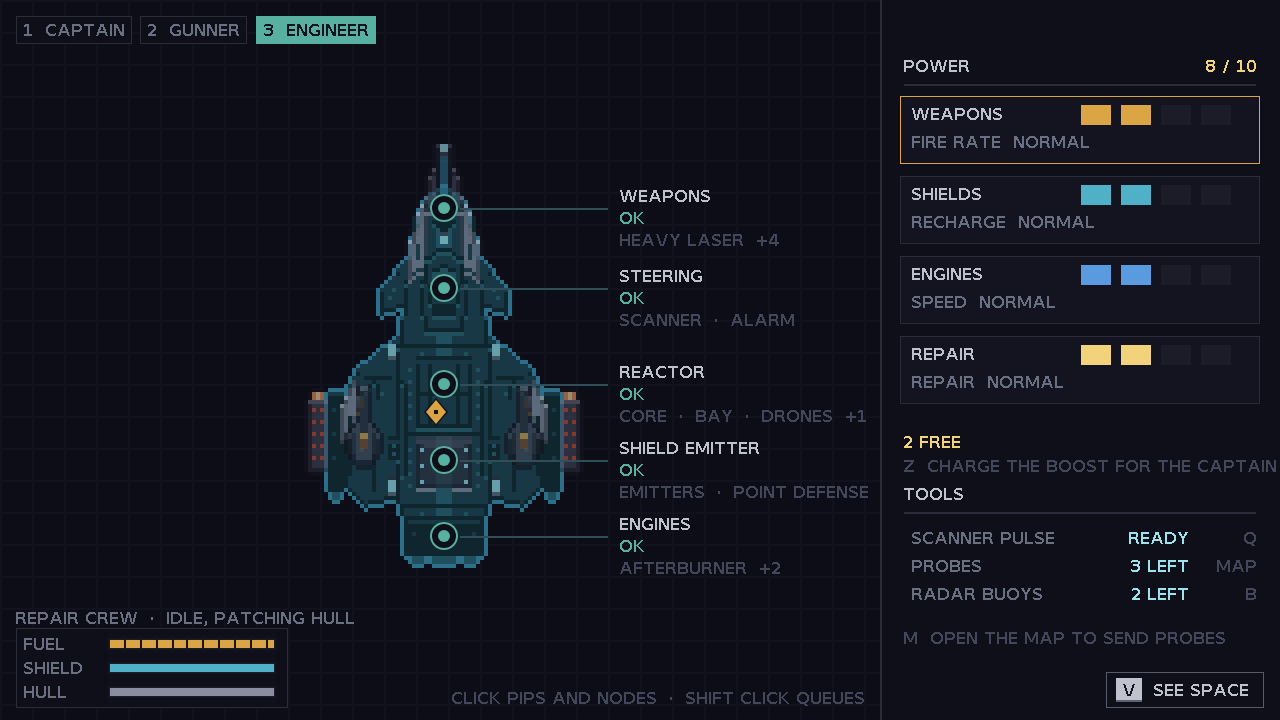 1 CAPTAIN
2 GUNNER
3 ENGINEER
WEAPONS
OK
HEAVY LASER +4
STEERING
OK
SCANNER · ALARM
REACTOR
OK
CORE · BAY · DRONES +1
SHIELD EMITTER
OK
EMITTERS · POINT DEFENSE
ENGINES
OK
AFTERBURNER +2
REPAIR CREW · IDLE, PATCHING HULL
FUEL
SHIELD
HULL
CLICK PIPS AND NODES · SHIFT CLICK QUEUES
POWER 8 / 10
WEAPONS
FIRE RATE NORMAL
SHIELDS
RECHARGE NORMAL
ENGINES
SPEED NORMAL
REPAIR
REPAIR NORMAL
2 FREE
Z CHARGE THE BOOST FOR THE CAPTAIN
TOOLS
SCANNER PULSE READY Q
PROBES 3 LEFT MAP
RADAR BUOYS 2 LEFT B
M OPEN THE MAP TO SEND PROBES
V SEE SPACE